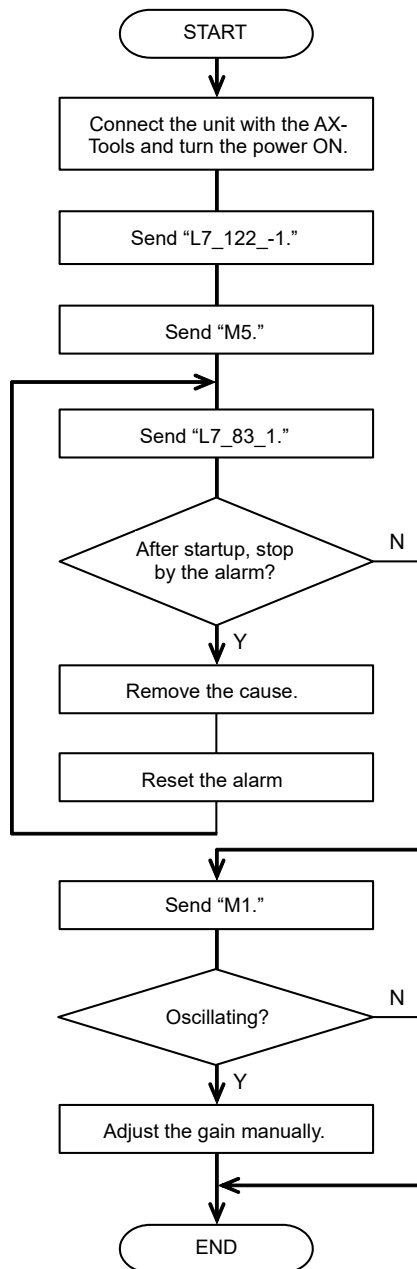 START
Connect the unit with the AX-
Tools and turn the power ON.
Send “L7_122_-1.”
Send “M5.”
Send “L7_83_1.”
After startup, stop
by the alarm?
N
Y
Remove the cause.
Reset the alarm
Send “M1.”
Oscillating?
N
Y
Adjust the gain manually.
END